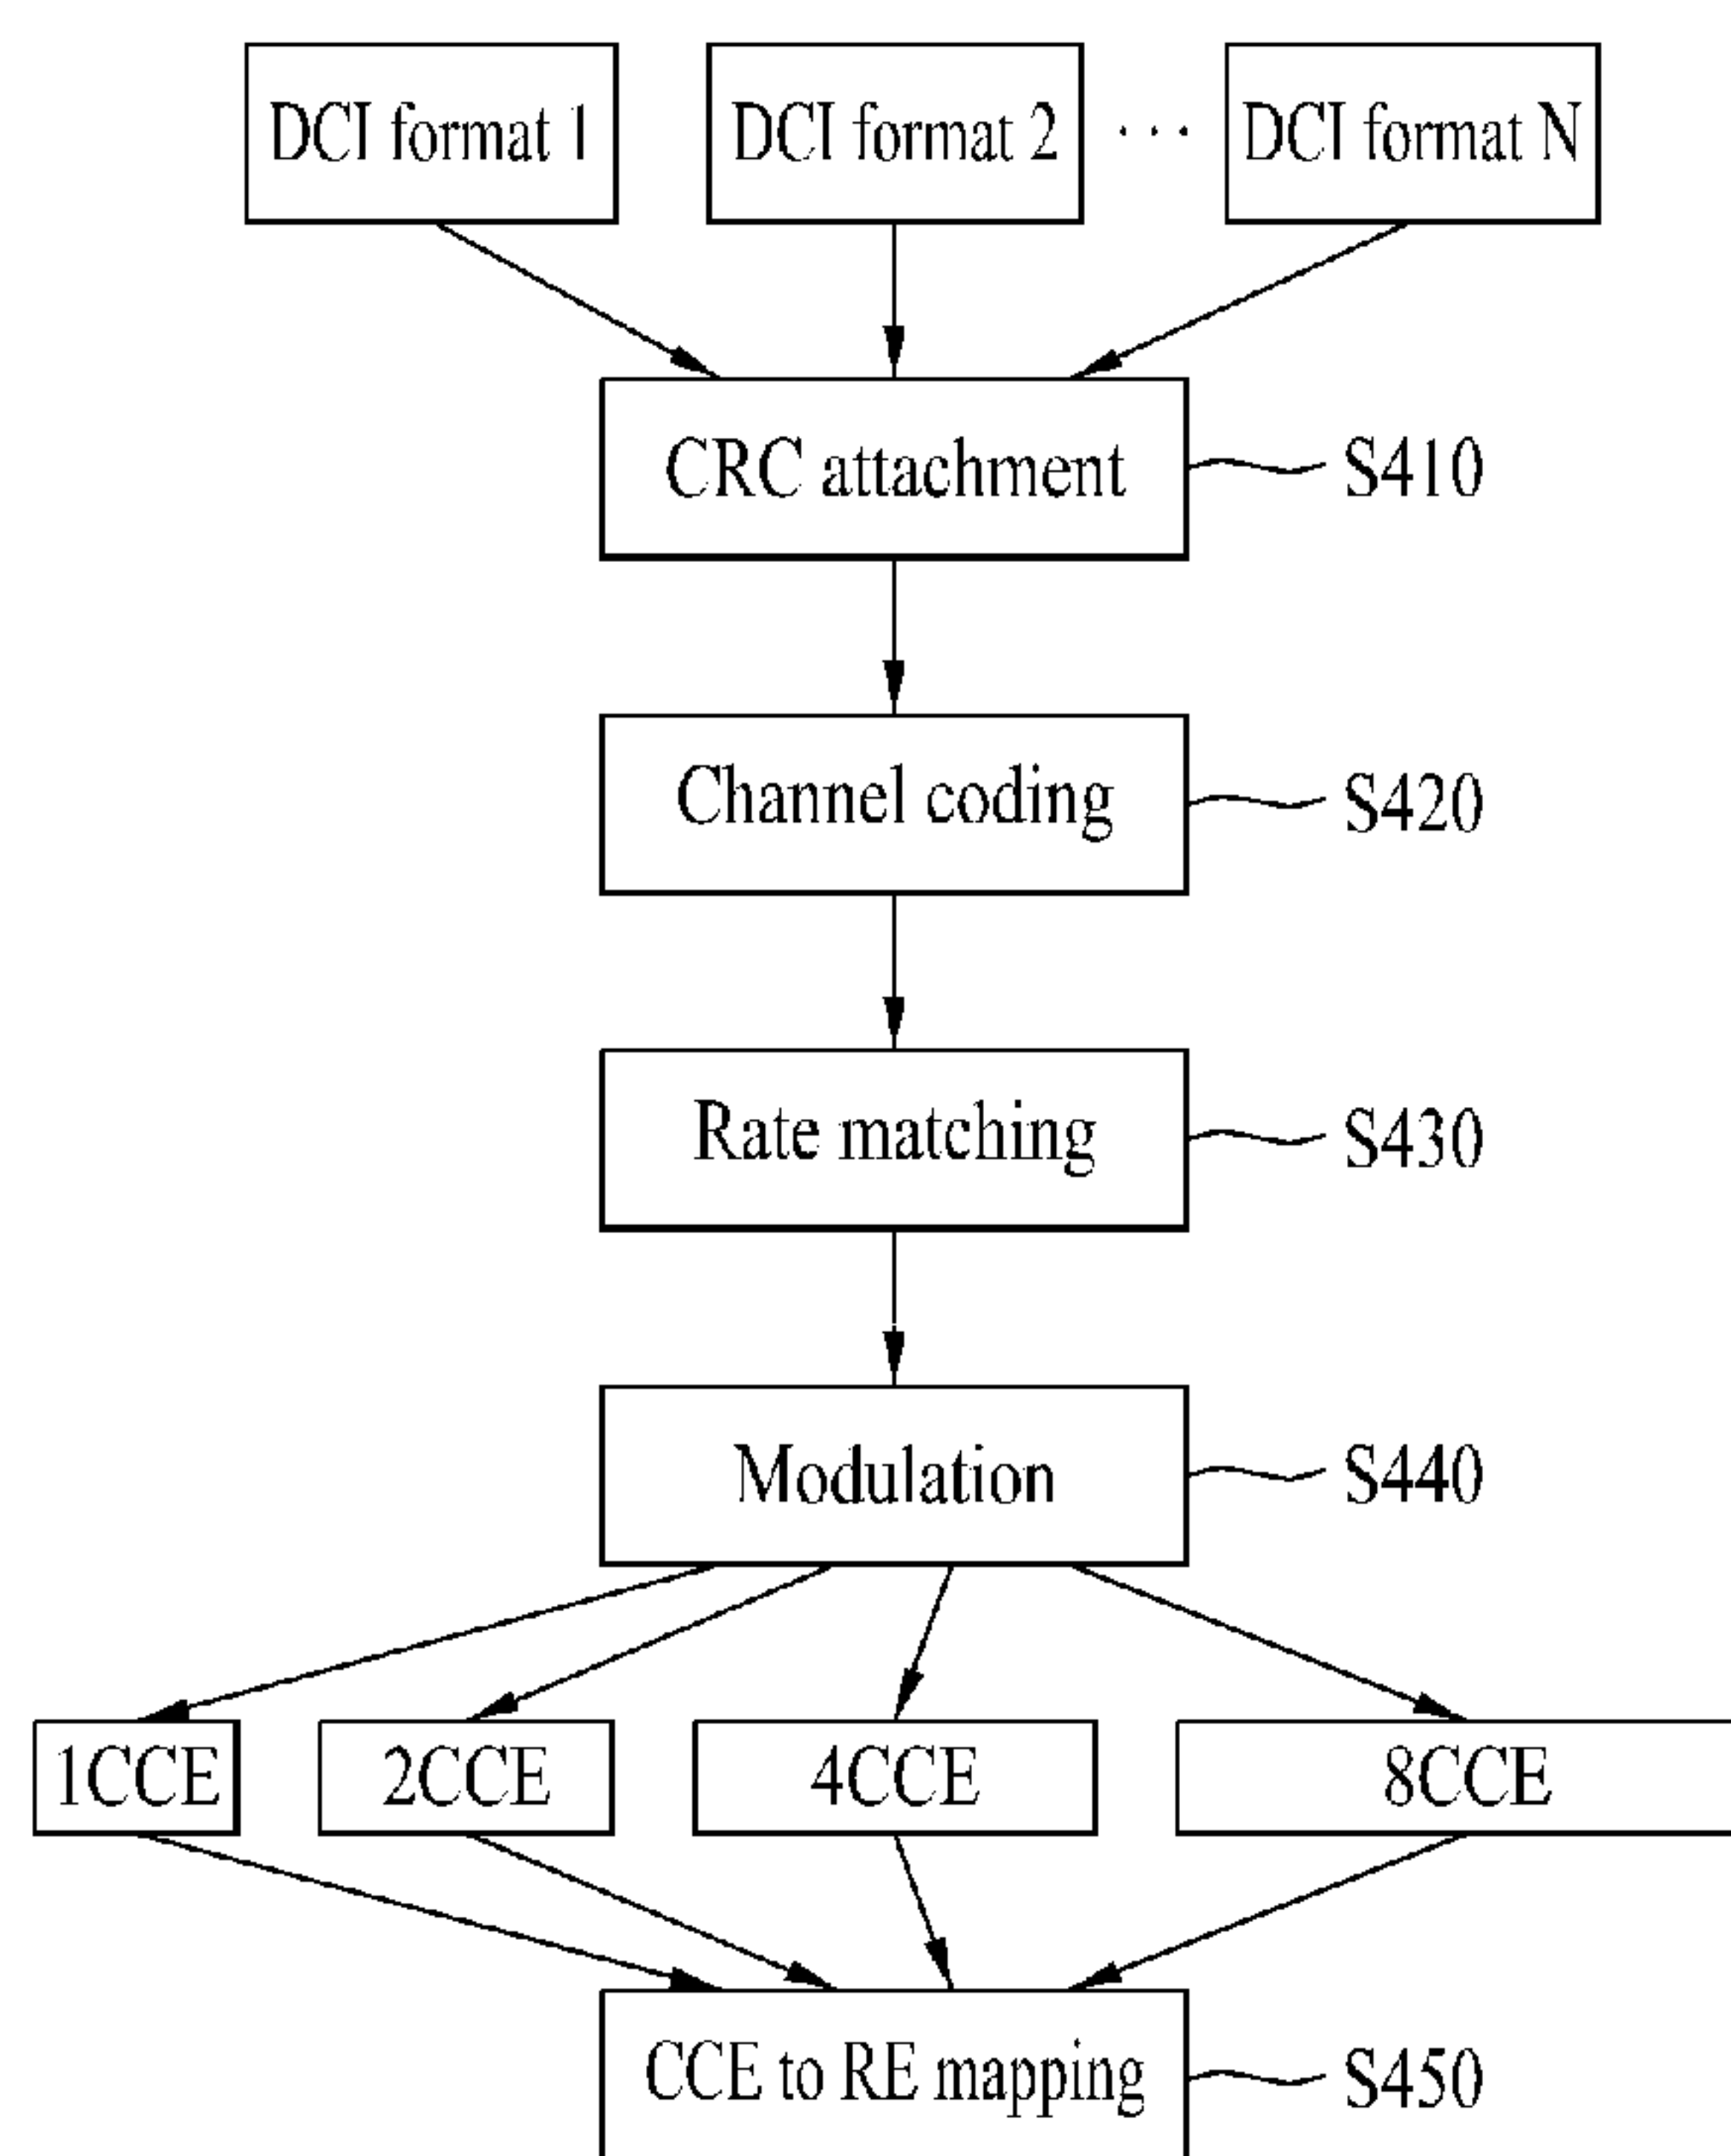 DCI format 1
DCI format 2
...
DCI format N
CRC attachment
S410
Channel coding
S420
Rate matching
S430
Modulation
S440
1CCE
2CCE
4CCE
8CCE
CCE to RE mapping
S450